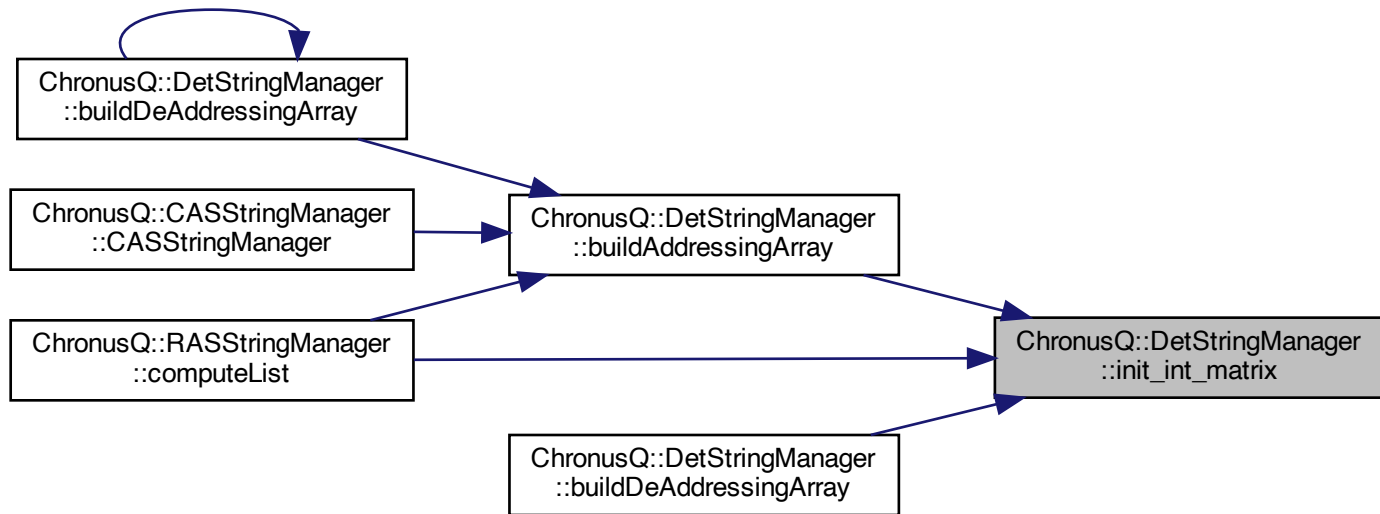 ChronusQ::DetStringManager
::buildDeAddressingArray
ChronusQ::CASStringManager
::CASStringManager
ChronusQ::RASStringManager
::computeList
ChronusQ::DetStringManager
::buildAddressingArray
ChronusQ::DetStringManager
::buildDeAddressingArray
ChronusQ::DetStringManager
::init_int_matrix